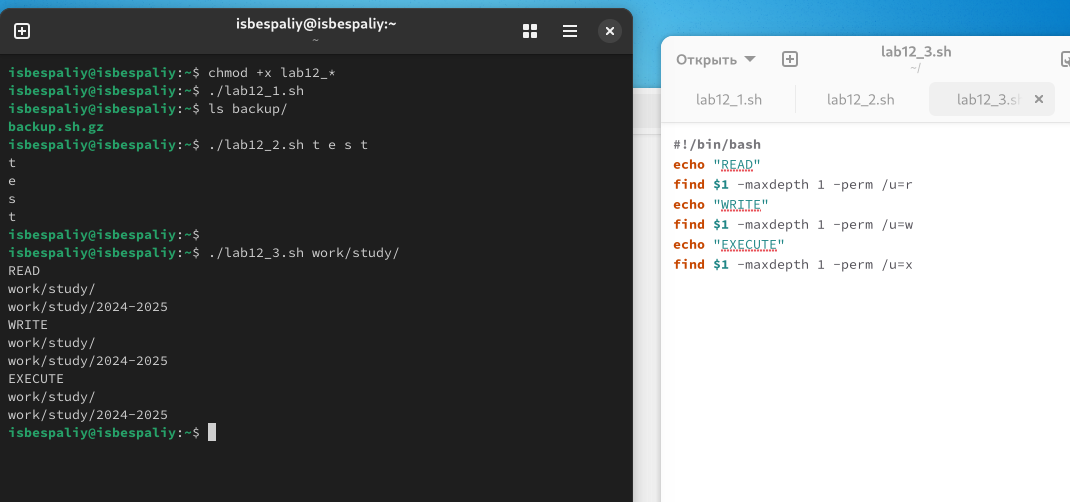 isbespaliy@isbespaliy:~
~
isbespaliy@isbespaliy:~$ chmod +x lab12_*
isbespaliy@isbespaliy:~$ ./lab12_1.sh
isbespaliy@isbespaliy:~$ ls backup/
backup.sh.gz
isbespaliy@isbespaliy:~$ ./lab12_2.sh t e s t
t
e
s
t
isbespaliy@isbespaliy:~$
isbespaliy@isbespaliy:~$ ./lab12_3.sh work/study/
READ
work/study/
work/study/2024-2025
WRITE
work/study/
work/study/2024-2025
EXECUTE
work/study/
work/study/2024-2025
isbespaliy@isbespaliy:~$
Открыть
lab12_3.sh
~/
lab12_1.sh lab12_2.sh lab12_3.sh
#!/bin/bash
echo "READ"
find $1 -maxdepth 1 -perm /u=r
echo "WRITE"
find $1 -maxdepth 1 -perm /u=w
echo "EXECUTE"
find $1 -maxdepth 1 -perm /u=x